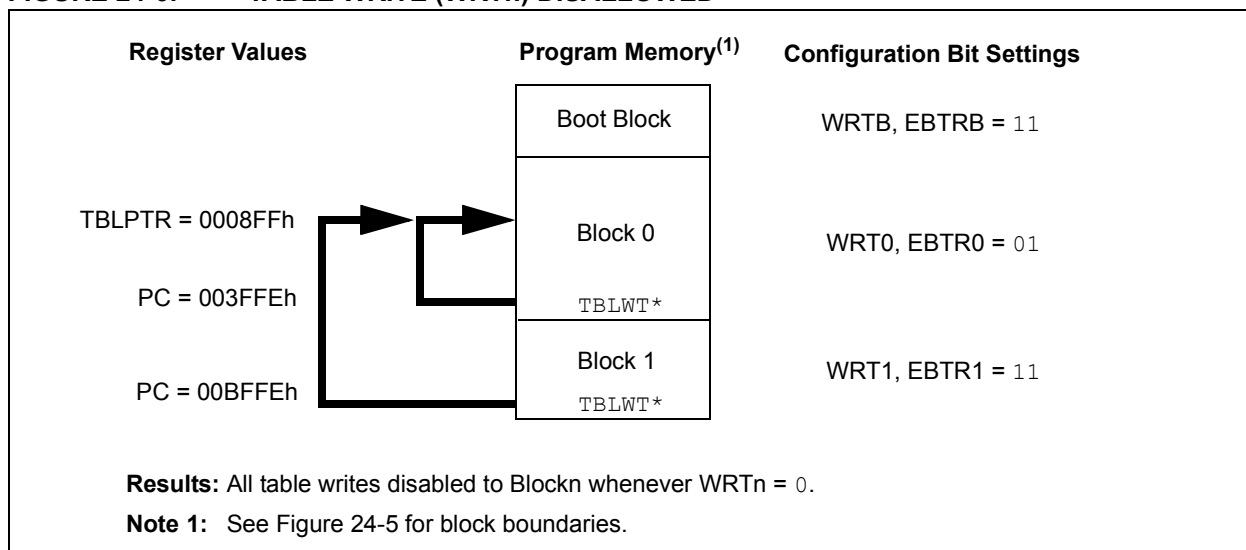 Register Values Program Memory(1) Configuration Bit Settings
Boot Block WRTB, EBTRB = 11
TBLPTR = 0008FFh Block 0 WRT0, EBTR0 = 01
PC = 003FFEh TBLWT*
Block 1 WRT1, EBTR1 = 11
PC = 00BFFEh TBLWT*
Results: All table writes disabled to Blockn whenever WRTn = 0.
Note 1: See Figure 24-5 for block boundaries.